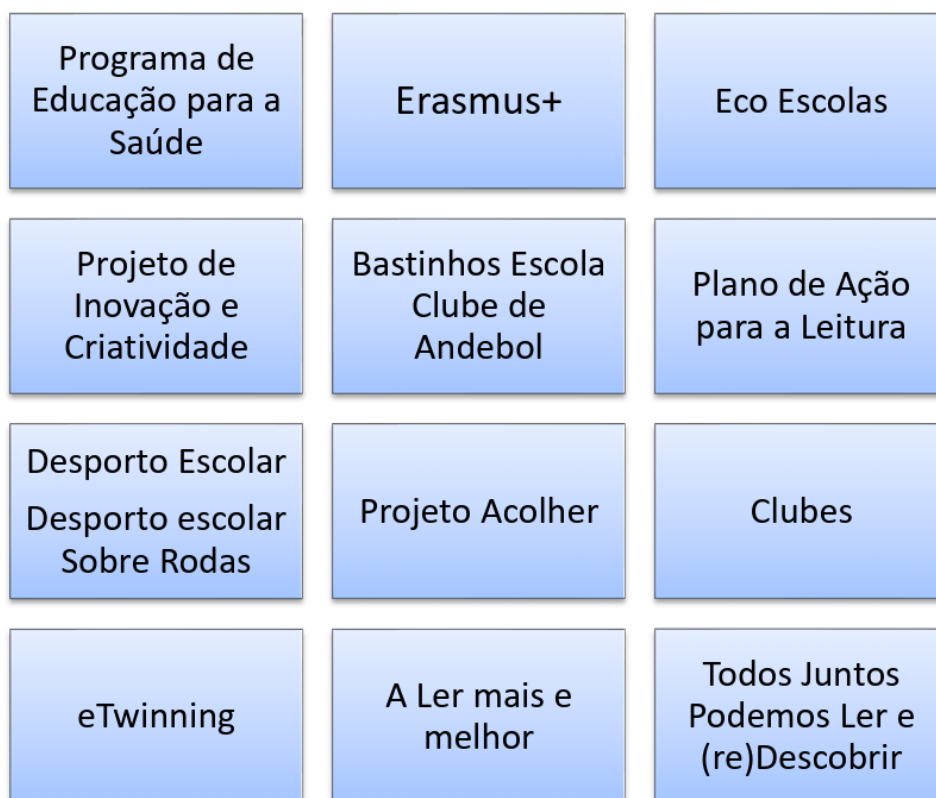 Programa de
Educação para a
Saúde
Erasmus+
Eco Escolas
Projeto de
Inovação e
Criatividade
Bastinhos Escola
Clube de
Andebol
Plano de Ação
para a Leitura
Desporto Escolar
Desporto escolar
Sobre Rodas
Projeto Acolher
Clubes
eTwinning
A Ler mais e
melhor
Todos Juntos
Podemos Ler e
(re)Descobrir